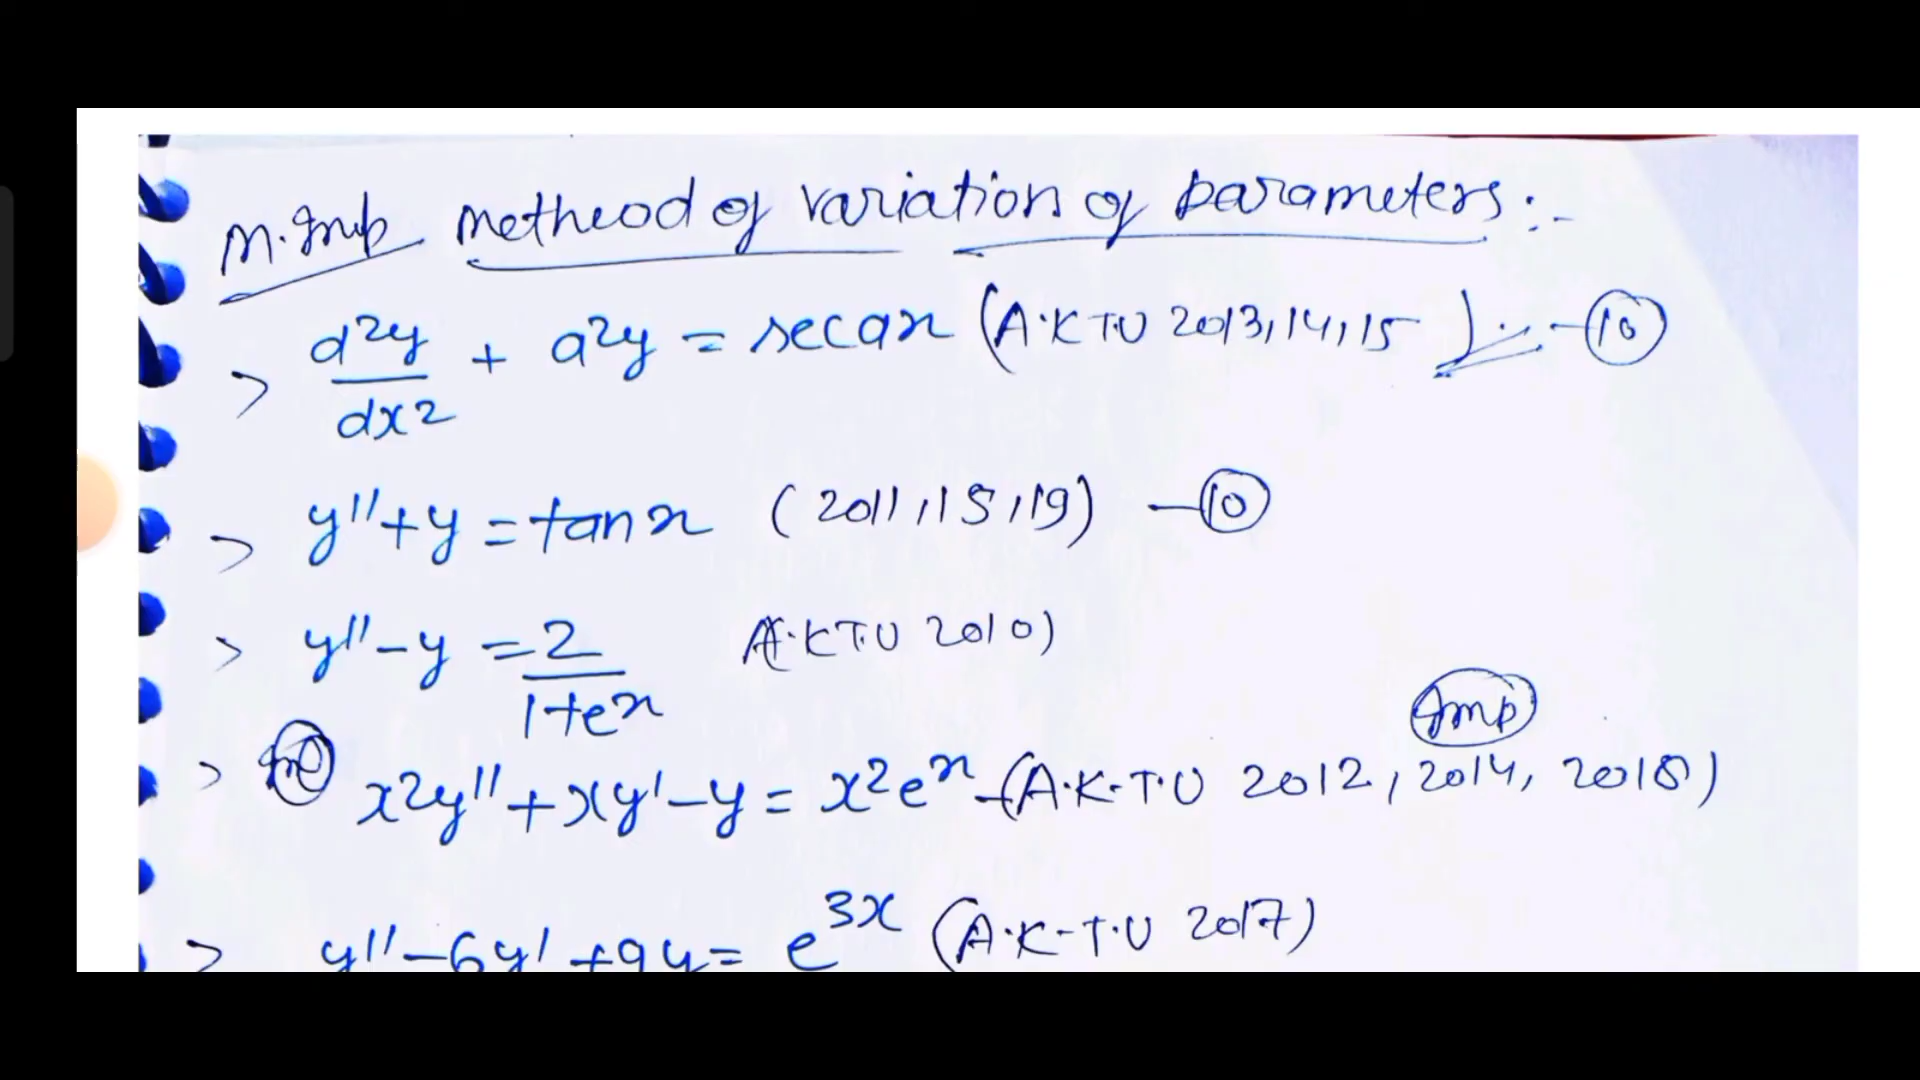 M.Imp Metheod of variation of parameters :-
> d²y/dx² + a²y = secax (A.K.T.U 2013,14,15) -10
> y''+y = tanx (2011,15,19) -10
> y''-y = 2/1+eˣ A.K.T.U 2010)
Imp
> x²y''+xy'-y = x²eˣ -(A.K.T.U 2012, 2014, 2018)
> y''-6y'+9y = e³ˣ (A.K.T.U 2017)